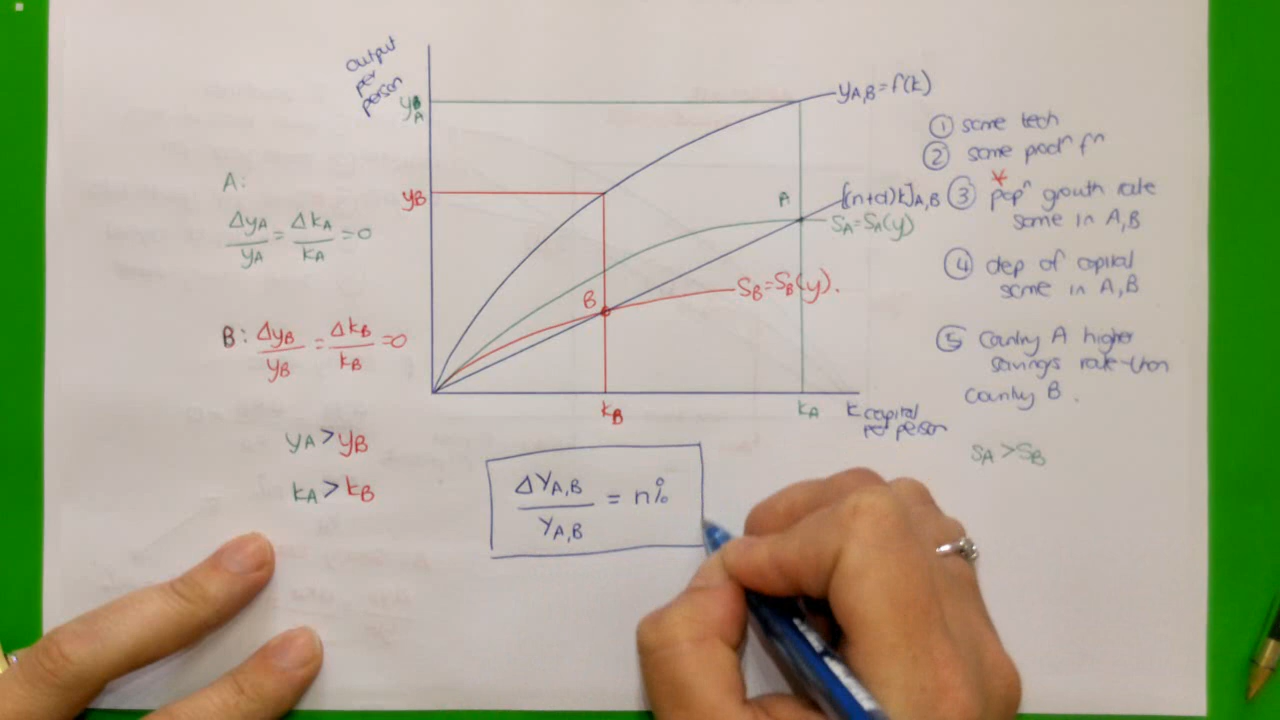 output
per
person
yB
A
yB
A:
ΔyA = ΔkA = 0
yA kA
B: ΔyB = ΔkB = 0
yB kB
yA > yB
kA > kB
yA,B = f(k)
[(n+d)k]A,B
A
SA = SA(y)
B
SB = SB(y).
kB
kA
k capital
per person
ΔYA,B = n%
YA,B
① same tech
② same prodⁿ fⁿ
*
③ popⁿ growth rate
same in A,B
④ dep of capital
same in A,B
⑤ Country A higher
savings rate than
country B.
SA > SB